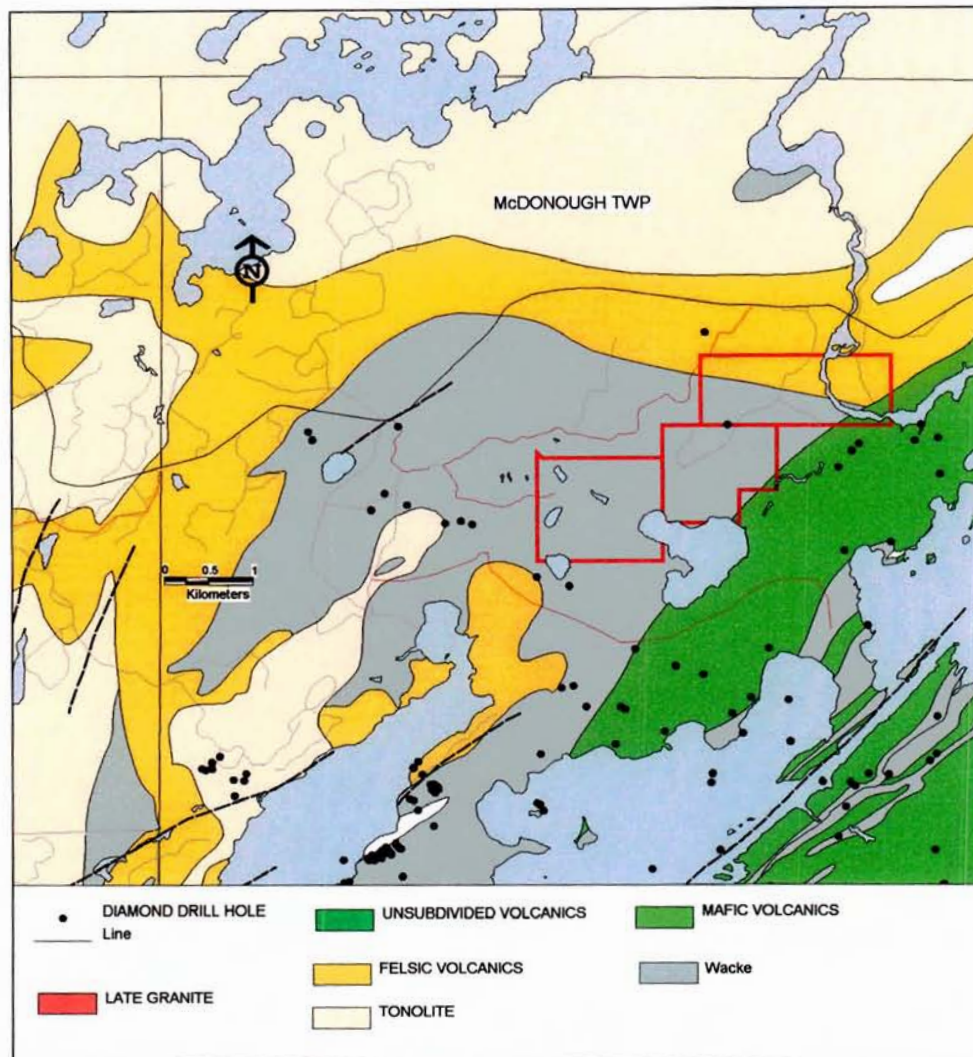 McDONOUGH TWP
N
0 0.5 1
Kilometers
DIAMOND DRILL HOLE
Line
LATE GRANITE
UNSUBDIVIDED VOLCANICS
FELSIC VOLCANICS
TONOLITE
MAFIC VOLCANICS
Wacke